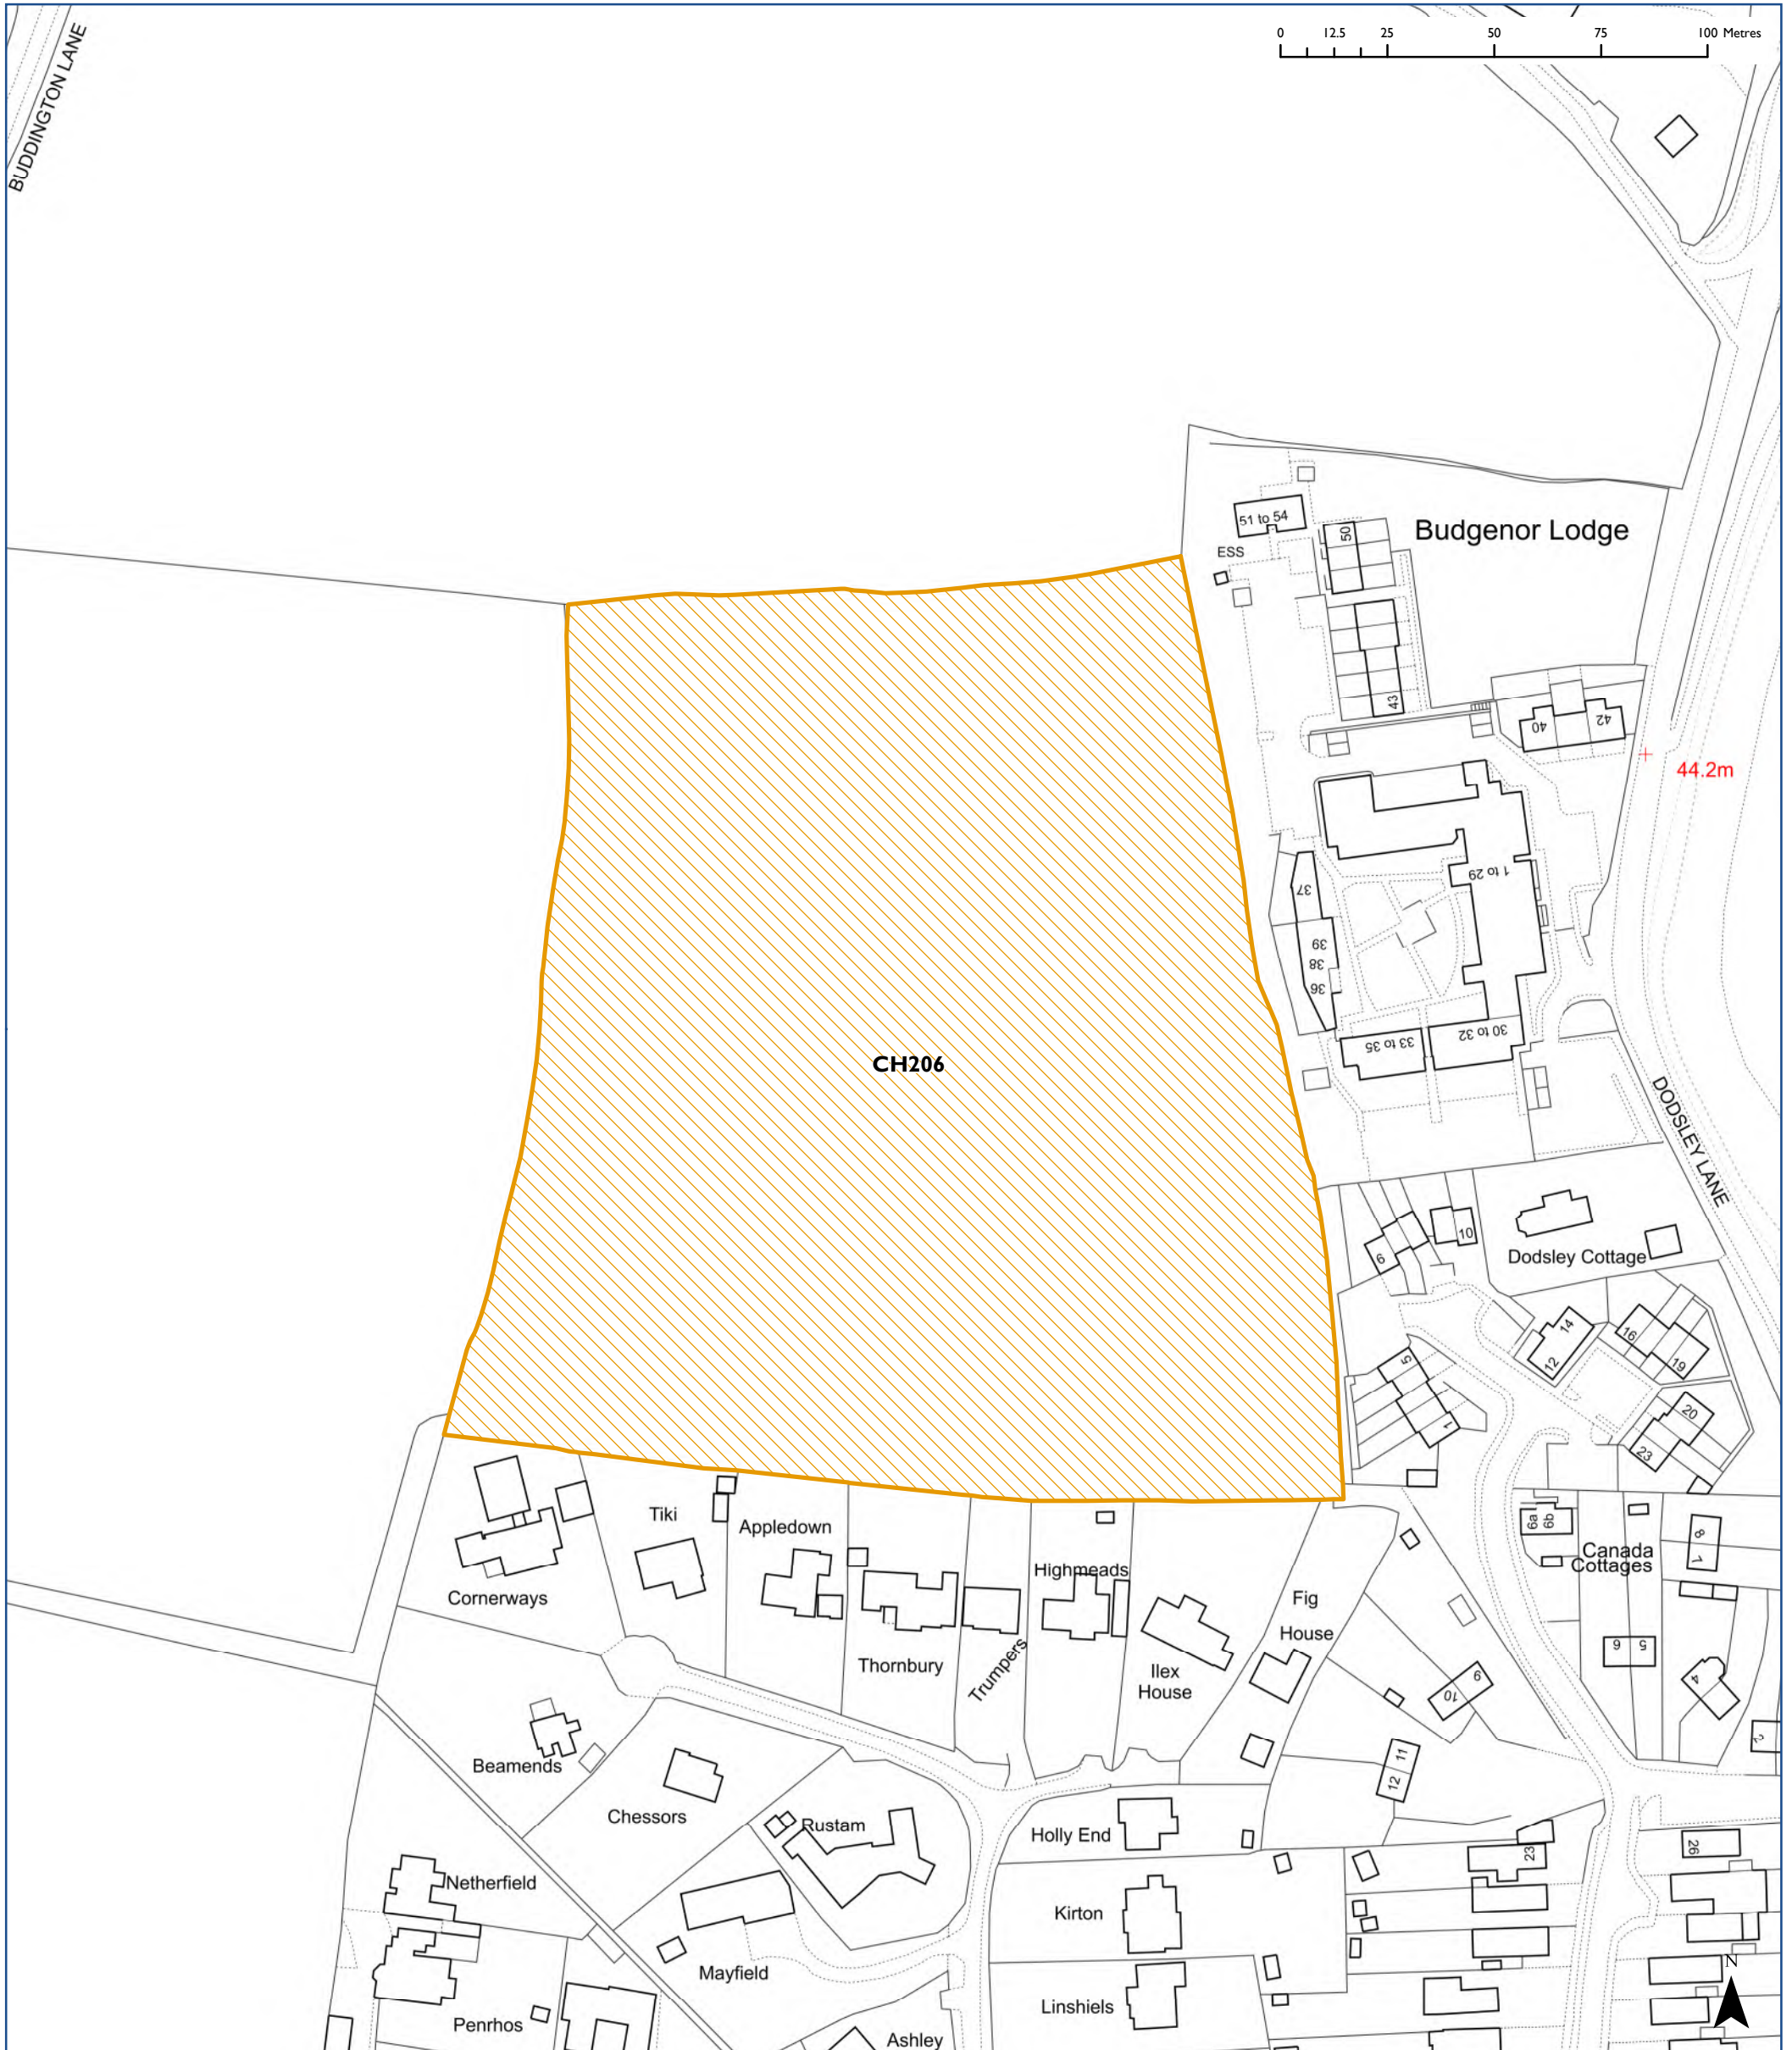 BUDDINGTON LANE
0 12.5 25 50 75 100 Metres
51 to 54
50
Budgenor Lodge
ESS
43
40
42
44.2m
1 to 29
37
39
38
36
33 to 35
30 to 32
CH206
DODSLEY LANE
6
10
Dodsley Cottage
14
12
16
19
5
1
20
23
Tiki
Appledown
Cornerways
Highmeads
Thornbury
Trumpers
Ilex
House
Fig
House
6a
6b
Canada
Cottages
8
7
6
5
4
2
9
10
11
12
Beamends
Chessors
Rustam
Holly End
23
26
Netherfield
Kirton
Mayfield
Linshiels
Penrhos
Ashley
N